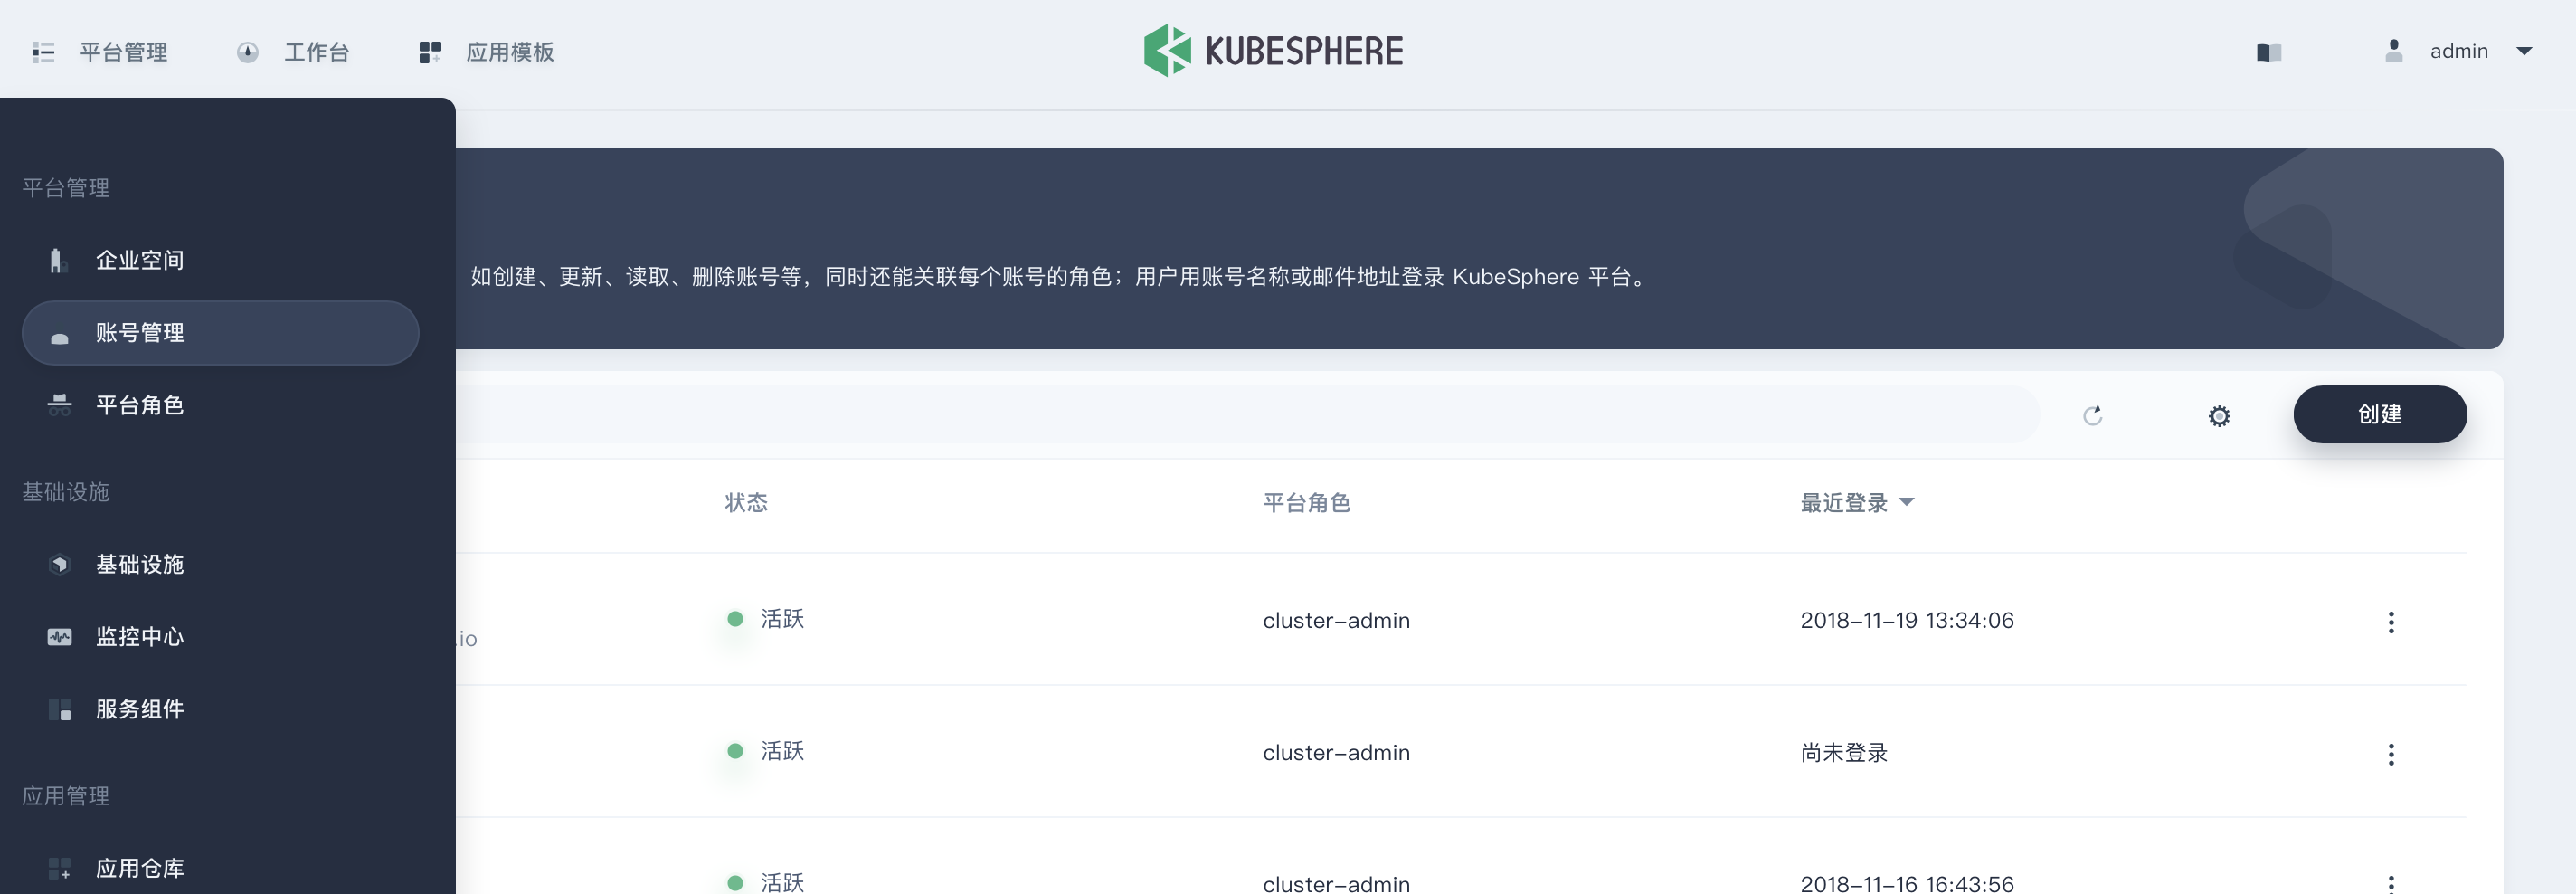 平台管理 工作台 应用模板 KUBESPHERE admin
平台管理
企业空间
账号管理
平台角色
基础设施
基础设施
监控中心
服务组件
应用管理
应用仓库
如创建、更新、读取、删除账号等，同时还能关联每个账号的角色；用户用账号名称或邮件地址登录 KubeSphere 平台。
创建
状态 平台角色 最近登录
.io 活跃 cluster-admin 2018-11-19 13:34:06
活跃 cluster-admin 尚未登录
活跃 cluster-admin 2018-11-16 16:43:56